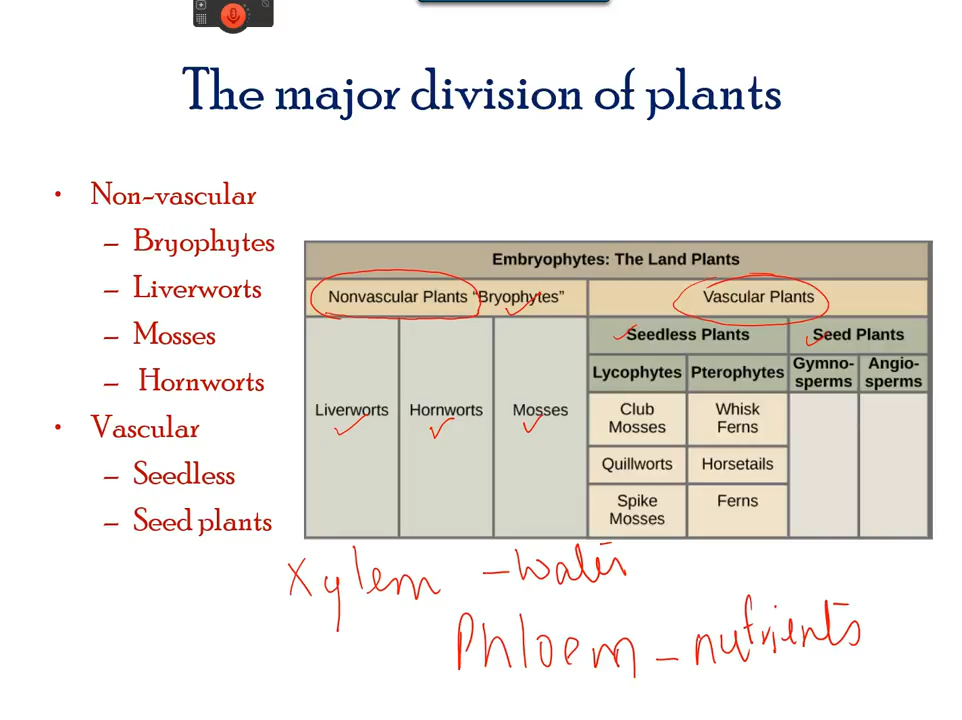 The major division of plants
• Non-vascular
– Bryophytes
– Liverworts
– Mosses
– Hornworts
• Vascular
– Seedless
– Seed plants
Embryophytes: The Land Plants
Nonvascular Plants "Bryophytes"
Vascular Plants
Seedless Plants
Seed Plants
Lycophytes
Pterophytes
Gymno-
sperms
Angio-
sperms
Liverworts
Hornworts
Mosses
Club
Mosses
Whisk
Ferns
Quillworts
Horsetails
Spike
Mosses
Ferns
Xylem – water
Phloem – nutrients